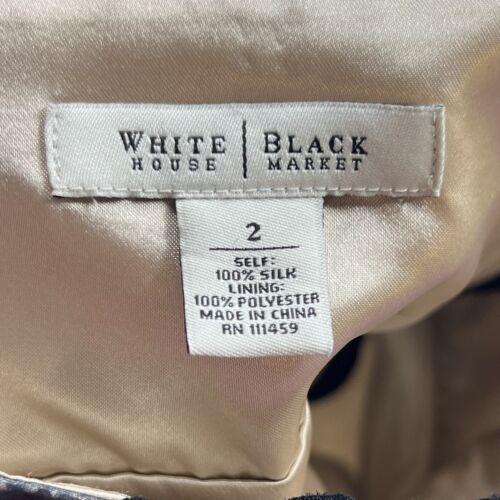 WHITE | BLACK
HOUSE | MARKET
2
SELF:
100% SILK
LINING:
100% POLYESTER
MADE IN CHINA
RN 111459